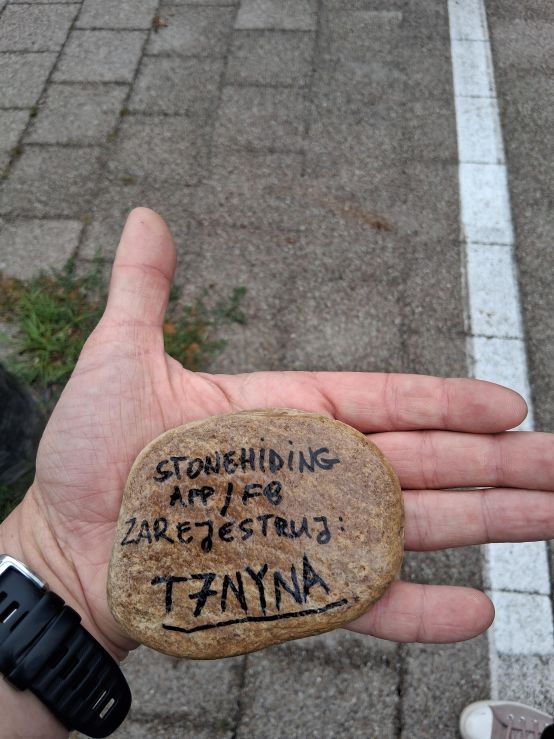 STONEHIDING
APP / FB
ZAREJESTRUJ:
T7NYNA